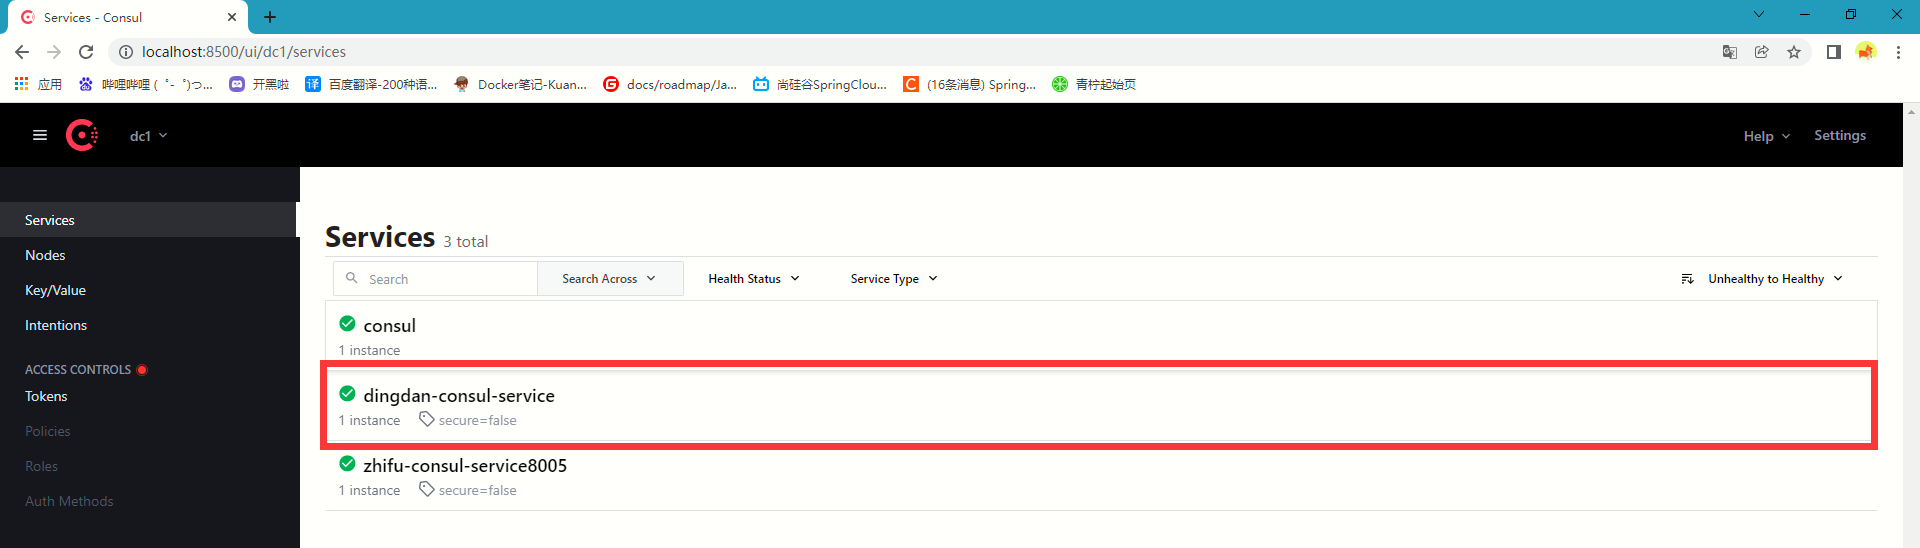 Services - Consul
localhost:8500/ui/dc1/services
应用 哔哩哔哩 ( ゜- ゜)つ... 开黑啦 译 百度翻译-200种语... Docker笔记-Kuan... docs/roadmap/Ja... 尚硅谷SpringClou... (16条消息) Spring... 青柠起始页
dc1 Help Settings
Services
Nodes
Key/Value
Intentions
ACCESS CONTROLS
Tokens
Policies
Roles
Auth Methods
Services 3 total
Search Search Across Health Status Service Type Unhealthy to Healthy
consul
1 instance
dingdan-consul-service
1 instance secure=false
zhifu-consul-service8005
1 instance secure=false